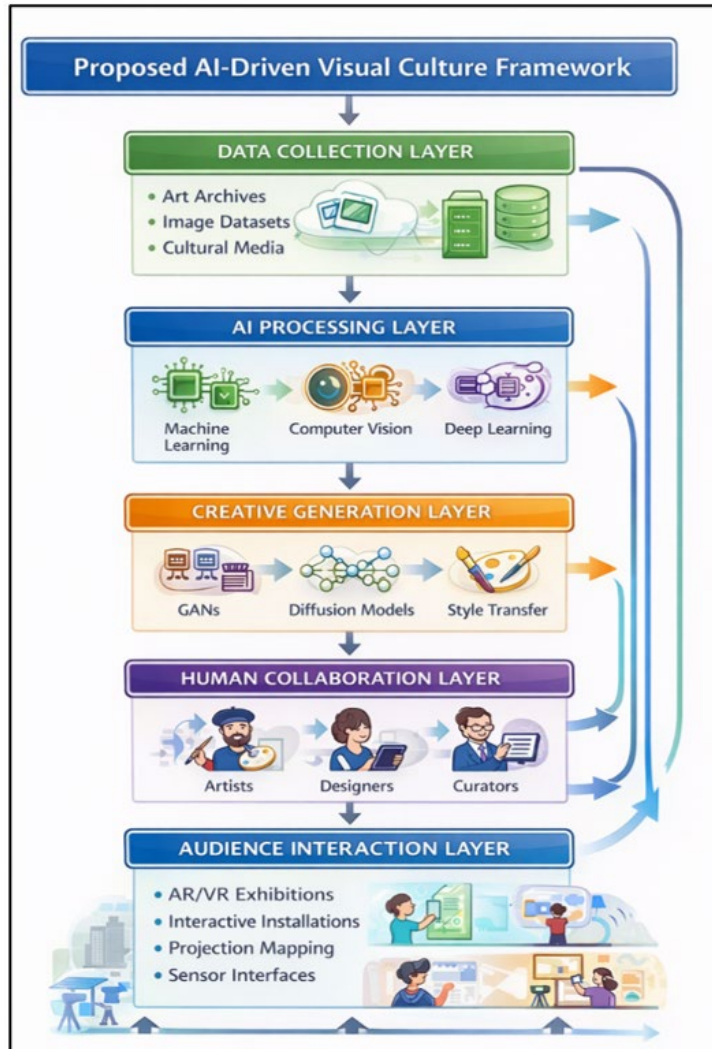 Proposed AI-Driven Visual Culture Framework
DATA COLLECTION LAYER
• Art Archives
• Image Datasets
• Cultural Media
AI PROCESSING LAYER
Machine Learning
Computer Vision
Deep Learning
CREATIVE GENERATION LAYER
GANs
Diffusion Models
Style Transfer
HUMAN COLLABORATION LAYER
Artists
Designers
Curators
AUDIENCE INTERACTION LAYER
• AR/VR Exhibitions
• Interactive Installations
• Projection Mapping
• Sensor Interfaces